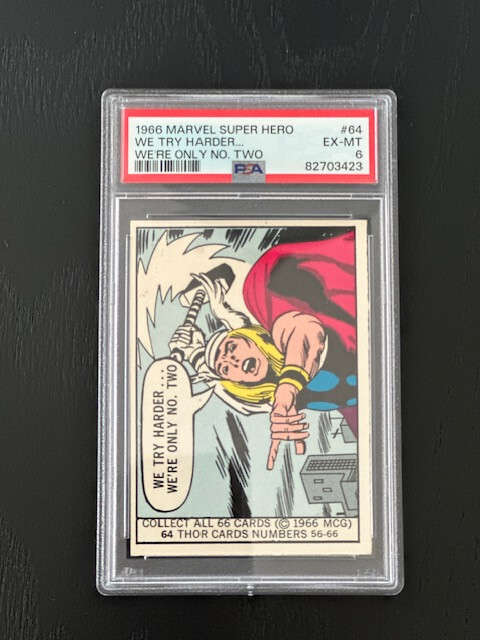 1966 MARVEL SUPER HERO #64
WE TRY HARDER... EX-MT
WE'RE ONLY NO. TWO 6
PSA 82703423
WE TRY HARDER...
WE'RE ONLY NO. TWO
COLLECT ALL 66 CARDS (© 1966 MCG)
64 THOR CARDS NUMBERS 56-66